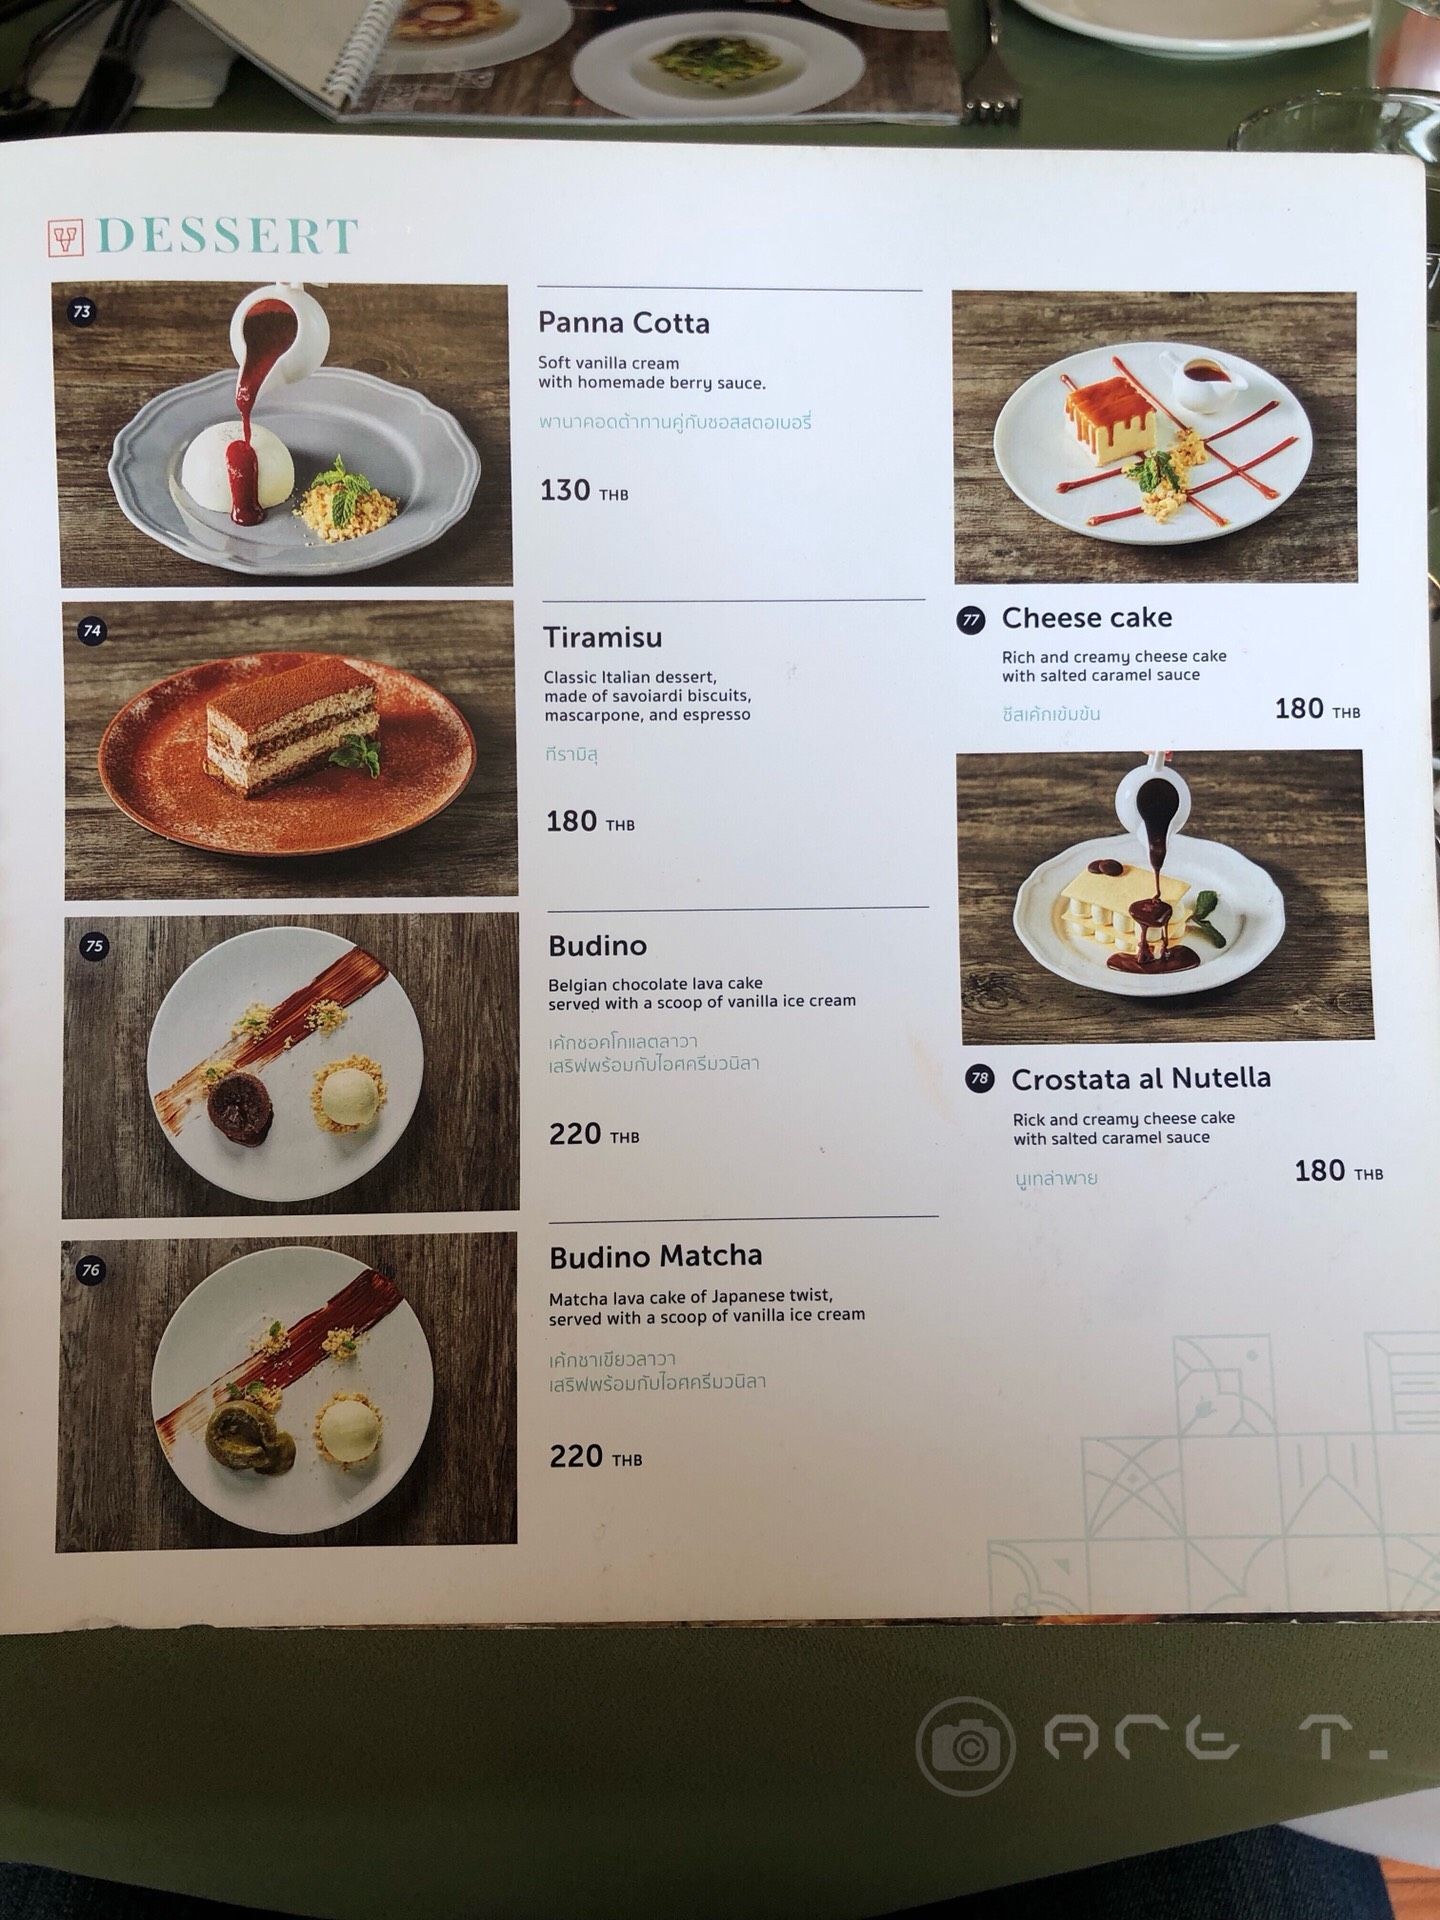 DESSERT
73
Panna Cotta
Soft vanilla cream
with homemade berry sauce.
พานาคอตต้าทานคู่กับซอสสตอเบอรี่
130 THB
74
Tiramisu
Classic Italian dessert,
made of savoiardi biscuits,
mascarpone, and espresso
ทีรามิสุ
180 THB
75
Budino
Belgian chocolate lava cake
served with a scoop of vanilla ice cream
เค้กชอคโกแลตลาวา
เสริฟพร้อมกับไอศครีมวนิลา
220 THB
76
Budino Matcha
Matcha lava cake of Japanese twist,
served with a scoop of vanilla ice cream
เค้กชาเขียวลาวา
เสริฟพร้อมกับไอศครีมวนิลา
220 THB
77 Cheese cake
Rich and creamy cheese cake
with salted caramel sauce
ชีสเค้กเข้มข้น
180 THB
78 Crostata al Nutella
Rick and creamy cheese cake
with salted caramel sauce
นูเทล่าพาย
180 THB
Art T.